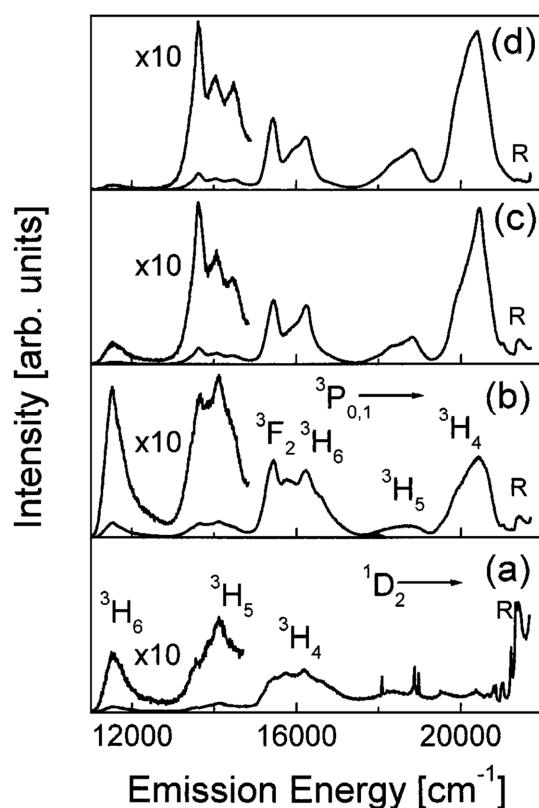 (d)
x10
R
(c)
x10
R
(b)
³P₀,₁
³F₂ ³H₆
³H₄
x10
³H₅
R
(a)
¹D₂
R
³H₆
³H₅
³H₄
x10
12000 16000 20000
Emission Energy [cm⁻¹]
Intensity [arb. units]